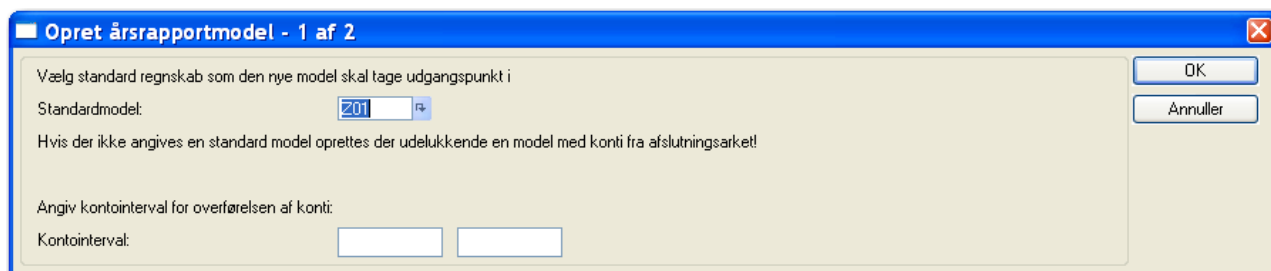 Opret årsrapportmodel - 1 af 2
Vælg standard regnskab som den nye model skal tage udgangspunkt i
OK
Standardmodel: Z01
Annuller
Hvis der ikke angives en standard model oprettes der udelukkende en model med konti fra afslutningsarket!
Angiv kontointerval for overførelsen af konti:
Kontointerval: